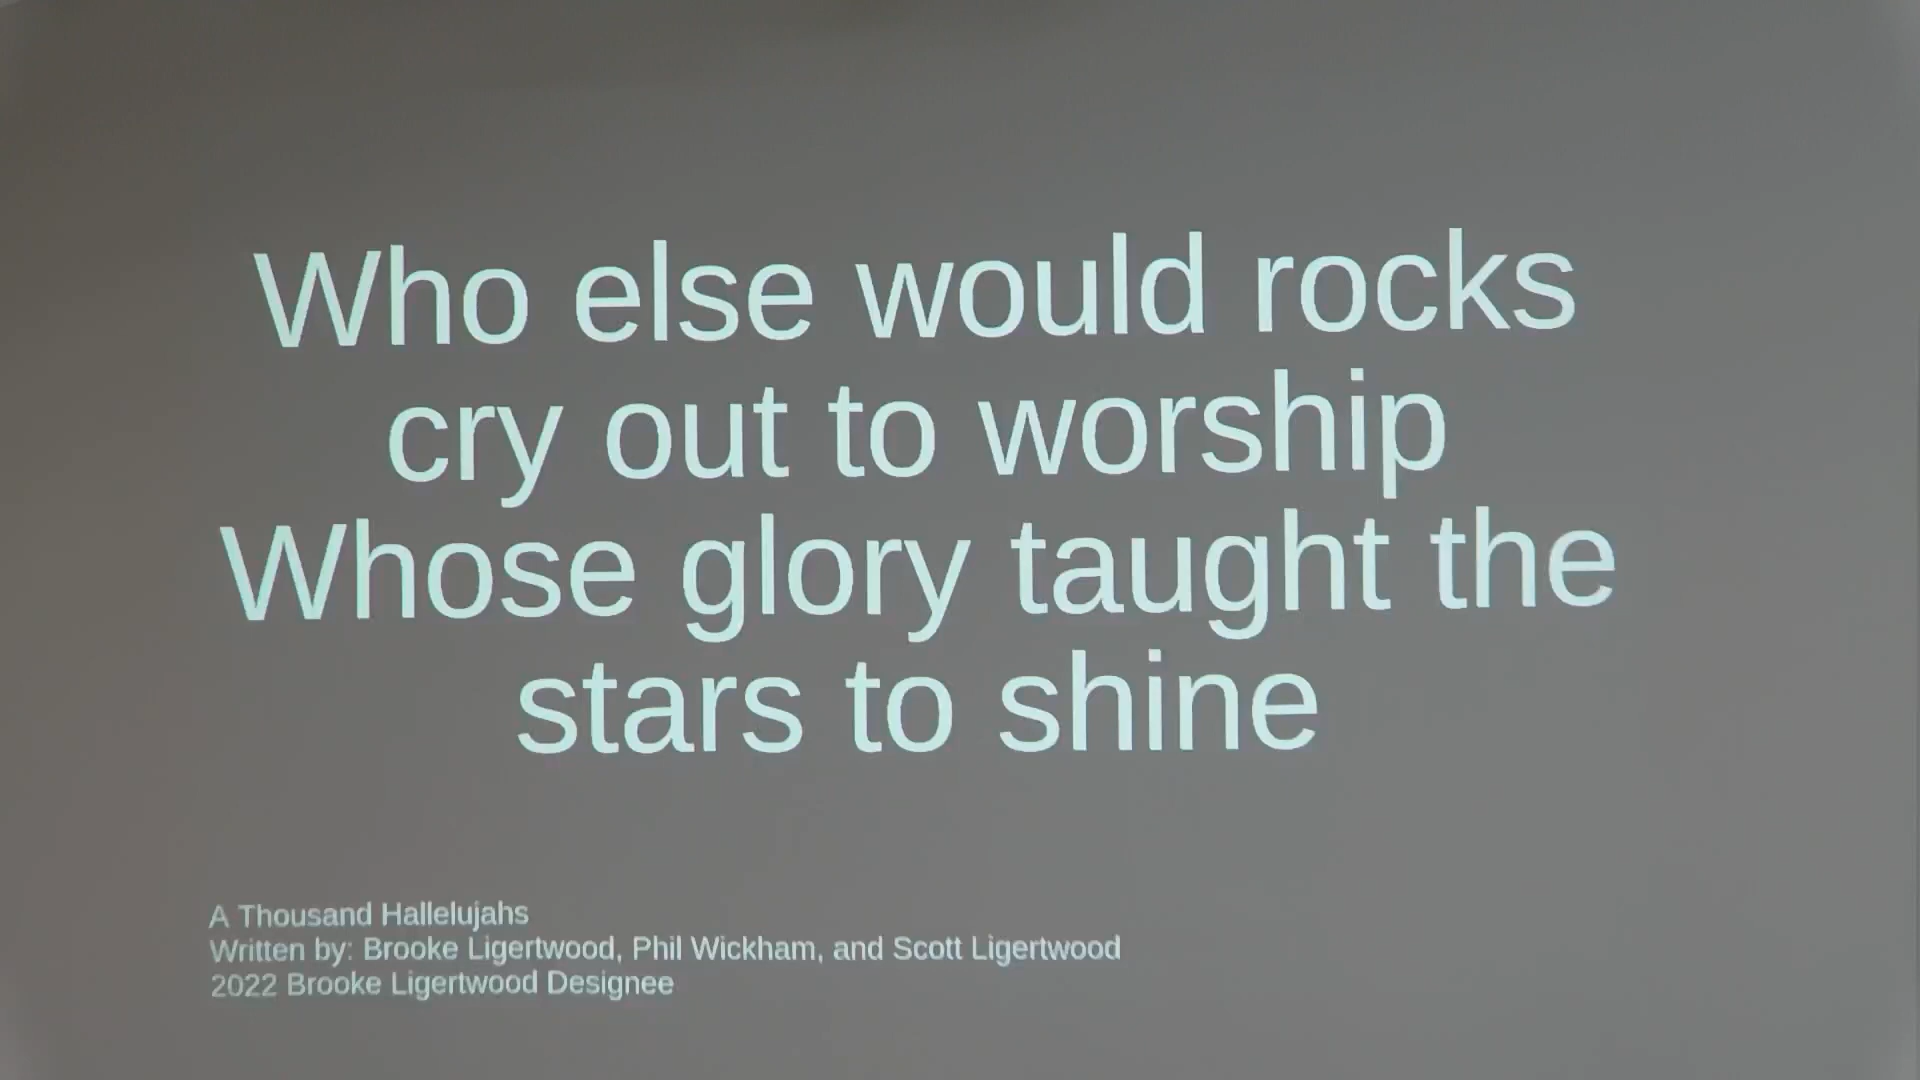 Who else would rocks
cry out to worship
Whose glory taught the
stars to shine
A Thousand Hallelujahs
Written by: Brooke Ligertwood, Phil Wickham, and Scott Ligertwood
2022 Brooke Ligertwood Designee